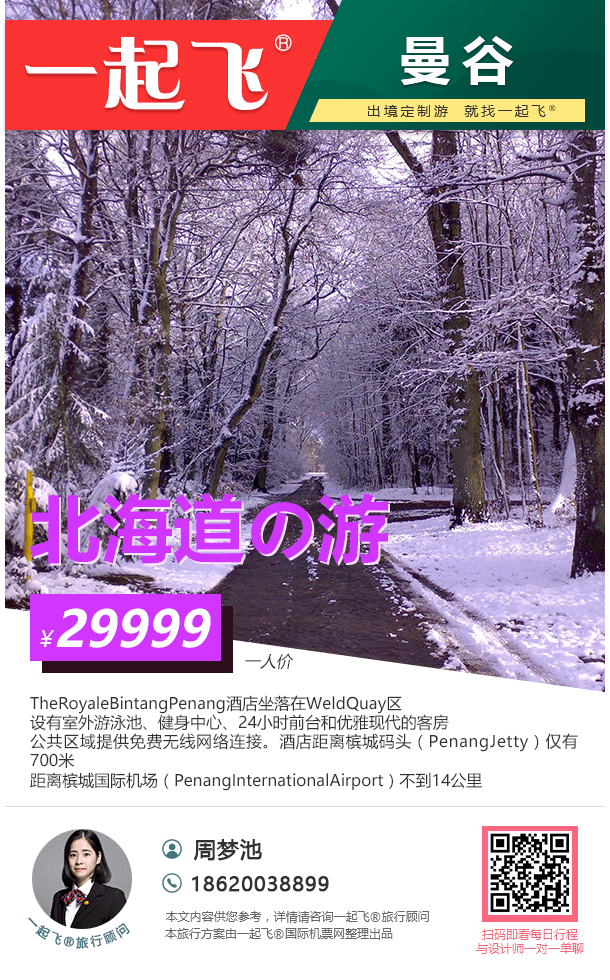 一起飞®
曼谷
出境定制游 就找一起飞®
北海道の游
¥29999
一人价
TheRoyaleBintangPenang酒店坐落在WeldQuay区
设有室外游泳池、健身中心、24小时前台和优雅现代的客房
公共区域提供免费无线网络连接。酒店距离槟城码头（PenangJetty）仅有
700米
距离槟城国际机场（PenangInternationalAirport）不到14公里
周梦池
18620038899
一起飞®旅行顾问
本文内容供您参考，详情请咨询一起飞®旅行顾问
本旅行方案由一起飞®国际机票网整理出品
扫码即看每日行程
与设计师一对一单聊